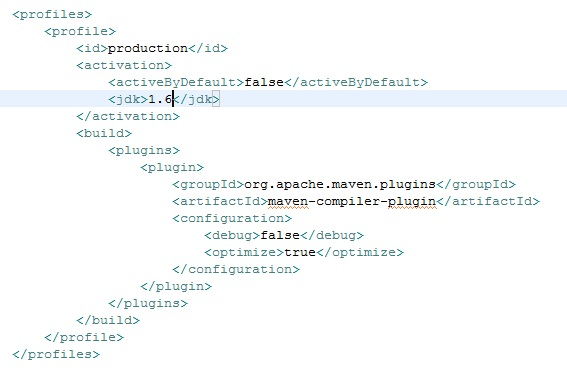 <profiles>
    <profile>
        <id>production</id>
        <activation>
            <activeByDefault>false</activeByDefault>
            <jdk>1.6</jdk>
        </activation>
        <build>
            <plugins>
                <plugin>
                    <groupId>org.apache.maven.plugins</groupId>
                    <artifactId>maven-compiler-plugin</artifactId>
                    <configuration>
                        <debug>false</debug>
                        <optimize>true</optimize>
                    </configuration>
                </plugin>
            </plugins>
        </build>
    </profile>
</profiles>